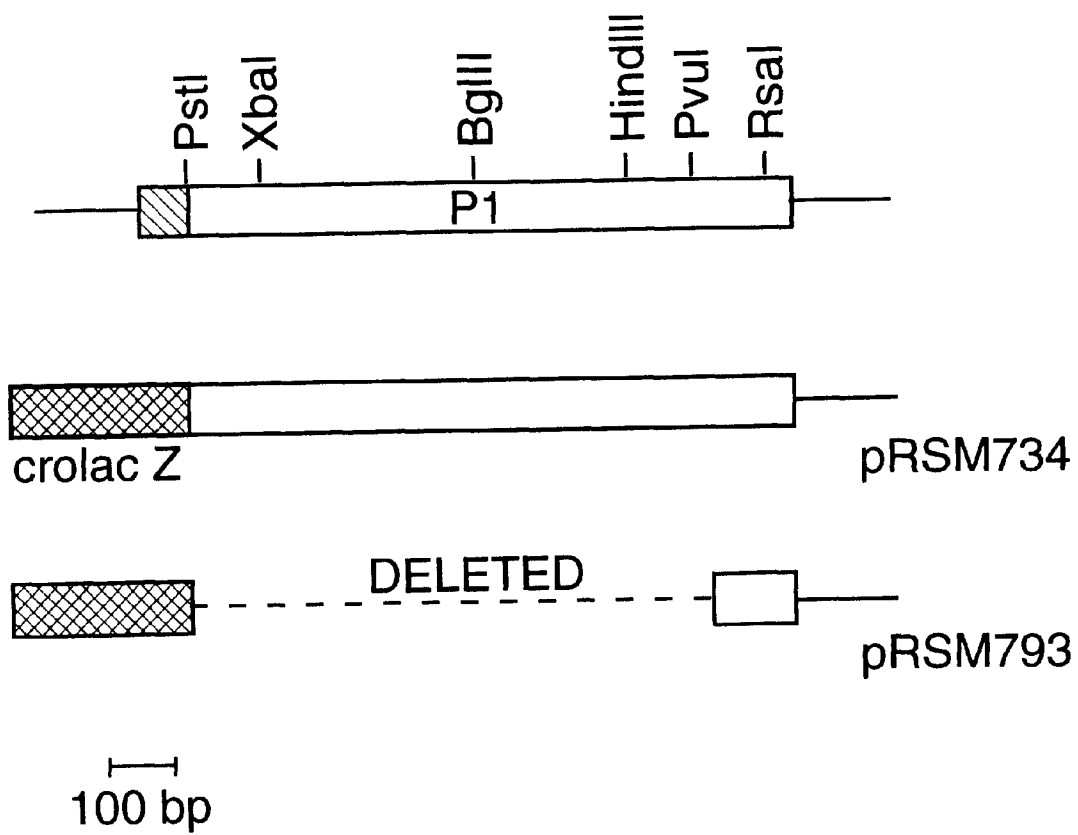 PstI
XbaI
BglII
HindIII
PvuI
RsaI
P1
crolac Z
pRSM734
DELETED
pRSM793
100 bp